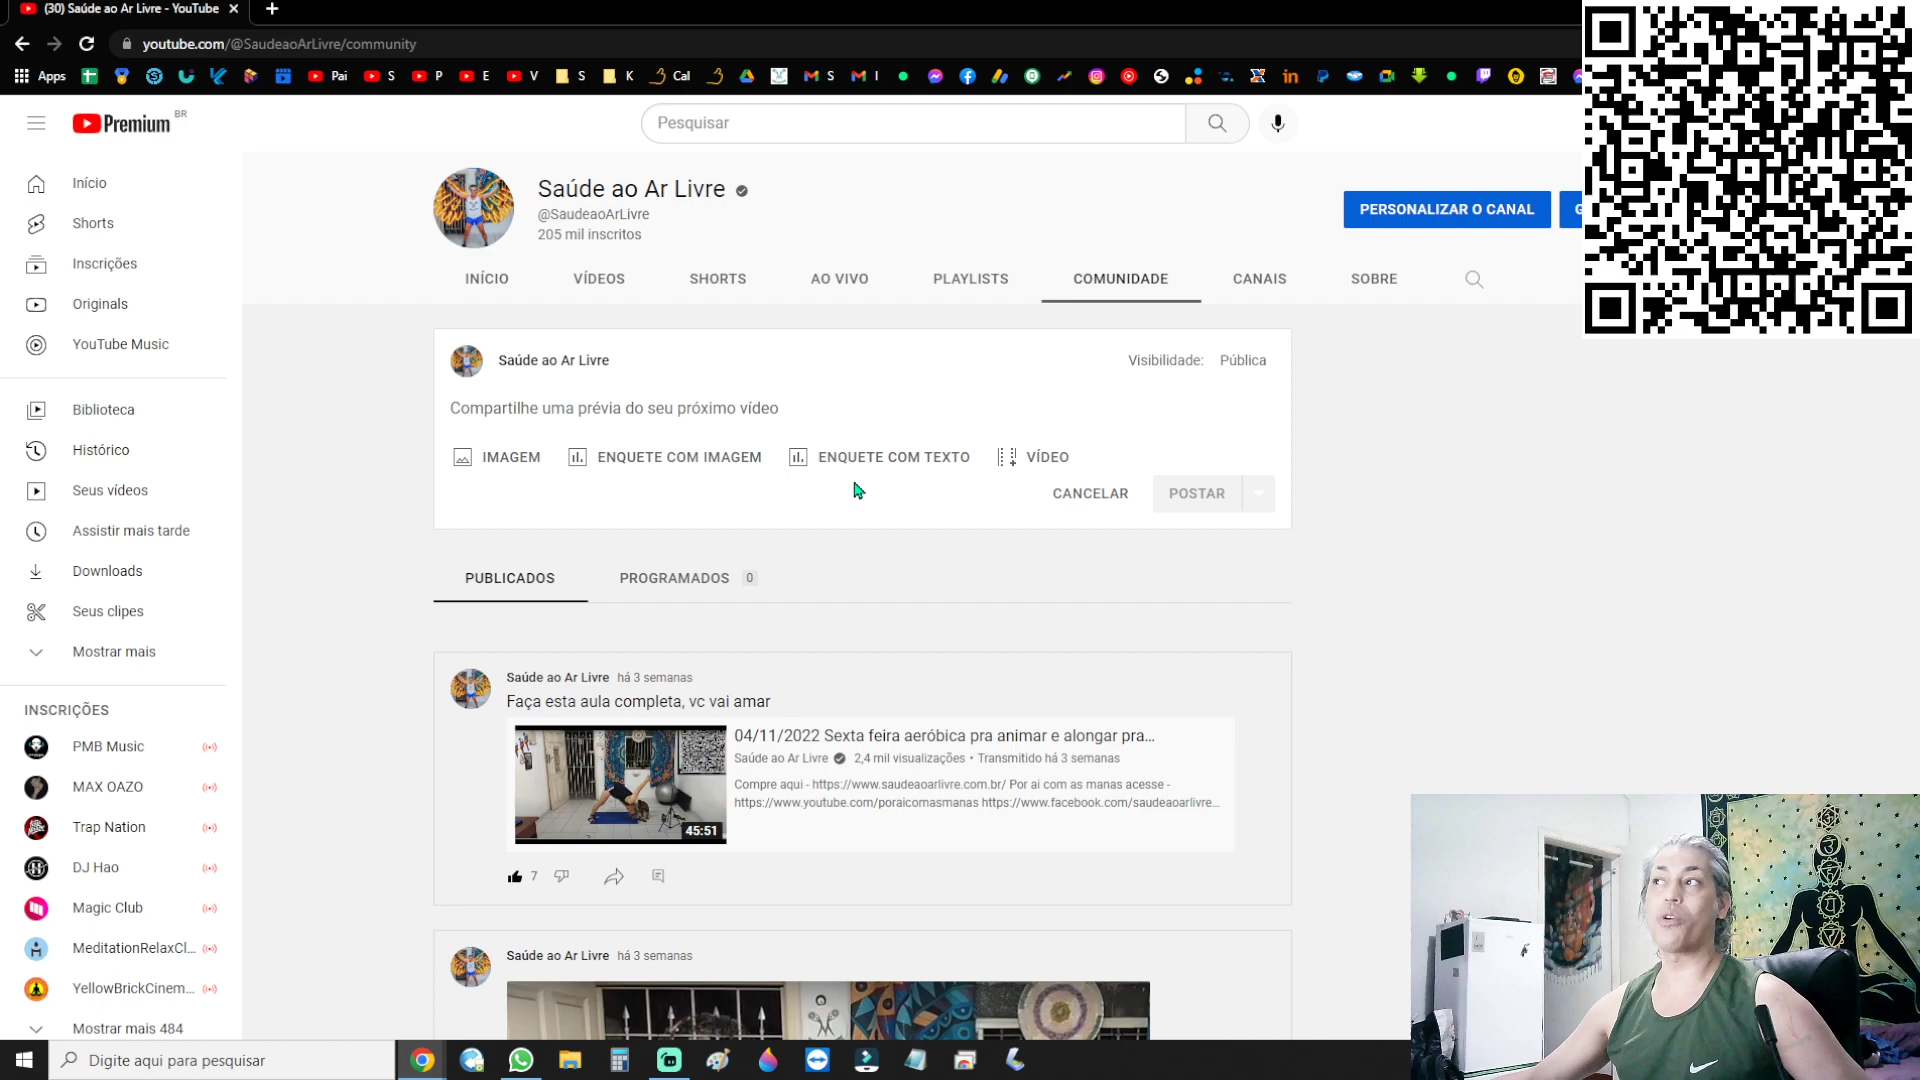 (30) Saúde ao Ar Livre - YouTube
youtube.com/@SaudeaoArLivre/community
Apps
Pai
S
P
E
V
S
K
Cal
S
I
Premium BR
Pesquisar
Início
Shorts
Inscrições
Originals
YouTube Music
Biblioteca
Histórico
Seus vídeos
Assistir mais tarde
Downloads
Seus clipes
Mostrar mais
INSCRIÇÕES
PMB Music
MAX OAZO
Trap Nation
DJ Hao
Magic Club
MeditationRelaxCl...
YellowBrickCinem...
Mostrar mais 484
Saúde ao Ar Livre
@SaudeaoArLivre
205 mil inscritos
PERSONALIZAR O CANAL
G
INÍCIO VÍDEOS SHORTS AO VIVO PLAYLISTS COMUNIDADE CANAIS SOBRE
Saúde ao Ar Livre
Visibilidade: Pública
Compartilhe uma prévia do seu próximo vídeo
IMAGEM ENQUETE COM IMAGEM ENQUETE COM TEXTO VÍDEO
CANCELAR POSTAR
PUBLICADOS PROGRAMADOS 0
Saúde ao Ar Livre há 3 semanas
Faça esta aula completa, vc vai amar
04/11/2022 Sexta feira aeróbica pra animar e alongar pra...
Saúde ao Ar Livre 2,4 mil visualizações • Transmitido há 3 semanas
Compre aqui - https://www.saudeaoarlivre.com.br/ Por ai com as manas acesse -
https://www.youtube.com/poraicomasmanas https://www.facebook.com/saudeaoarlivre...
45:51
7
Saúde ao Ar Livre há 3 semanas
Digite aqui para pesquisar